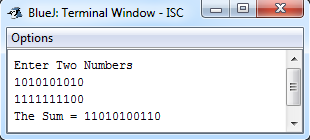 BlueJ: Terminal Window - ISC
Options
Enter Two Numbers
1010101010
1111111100
The Sum = 11010100110